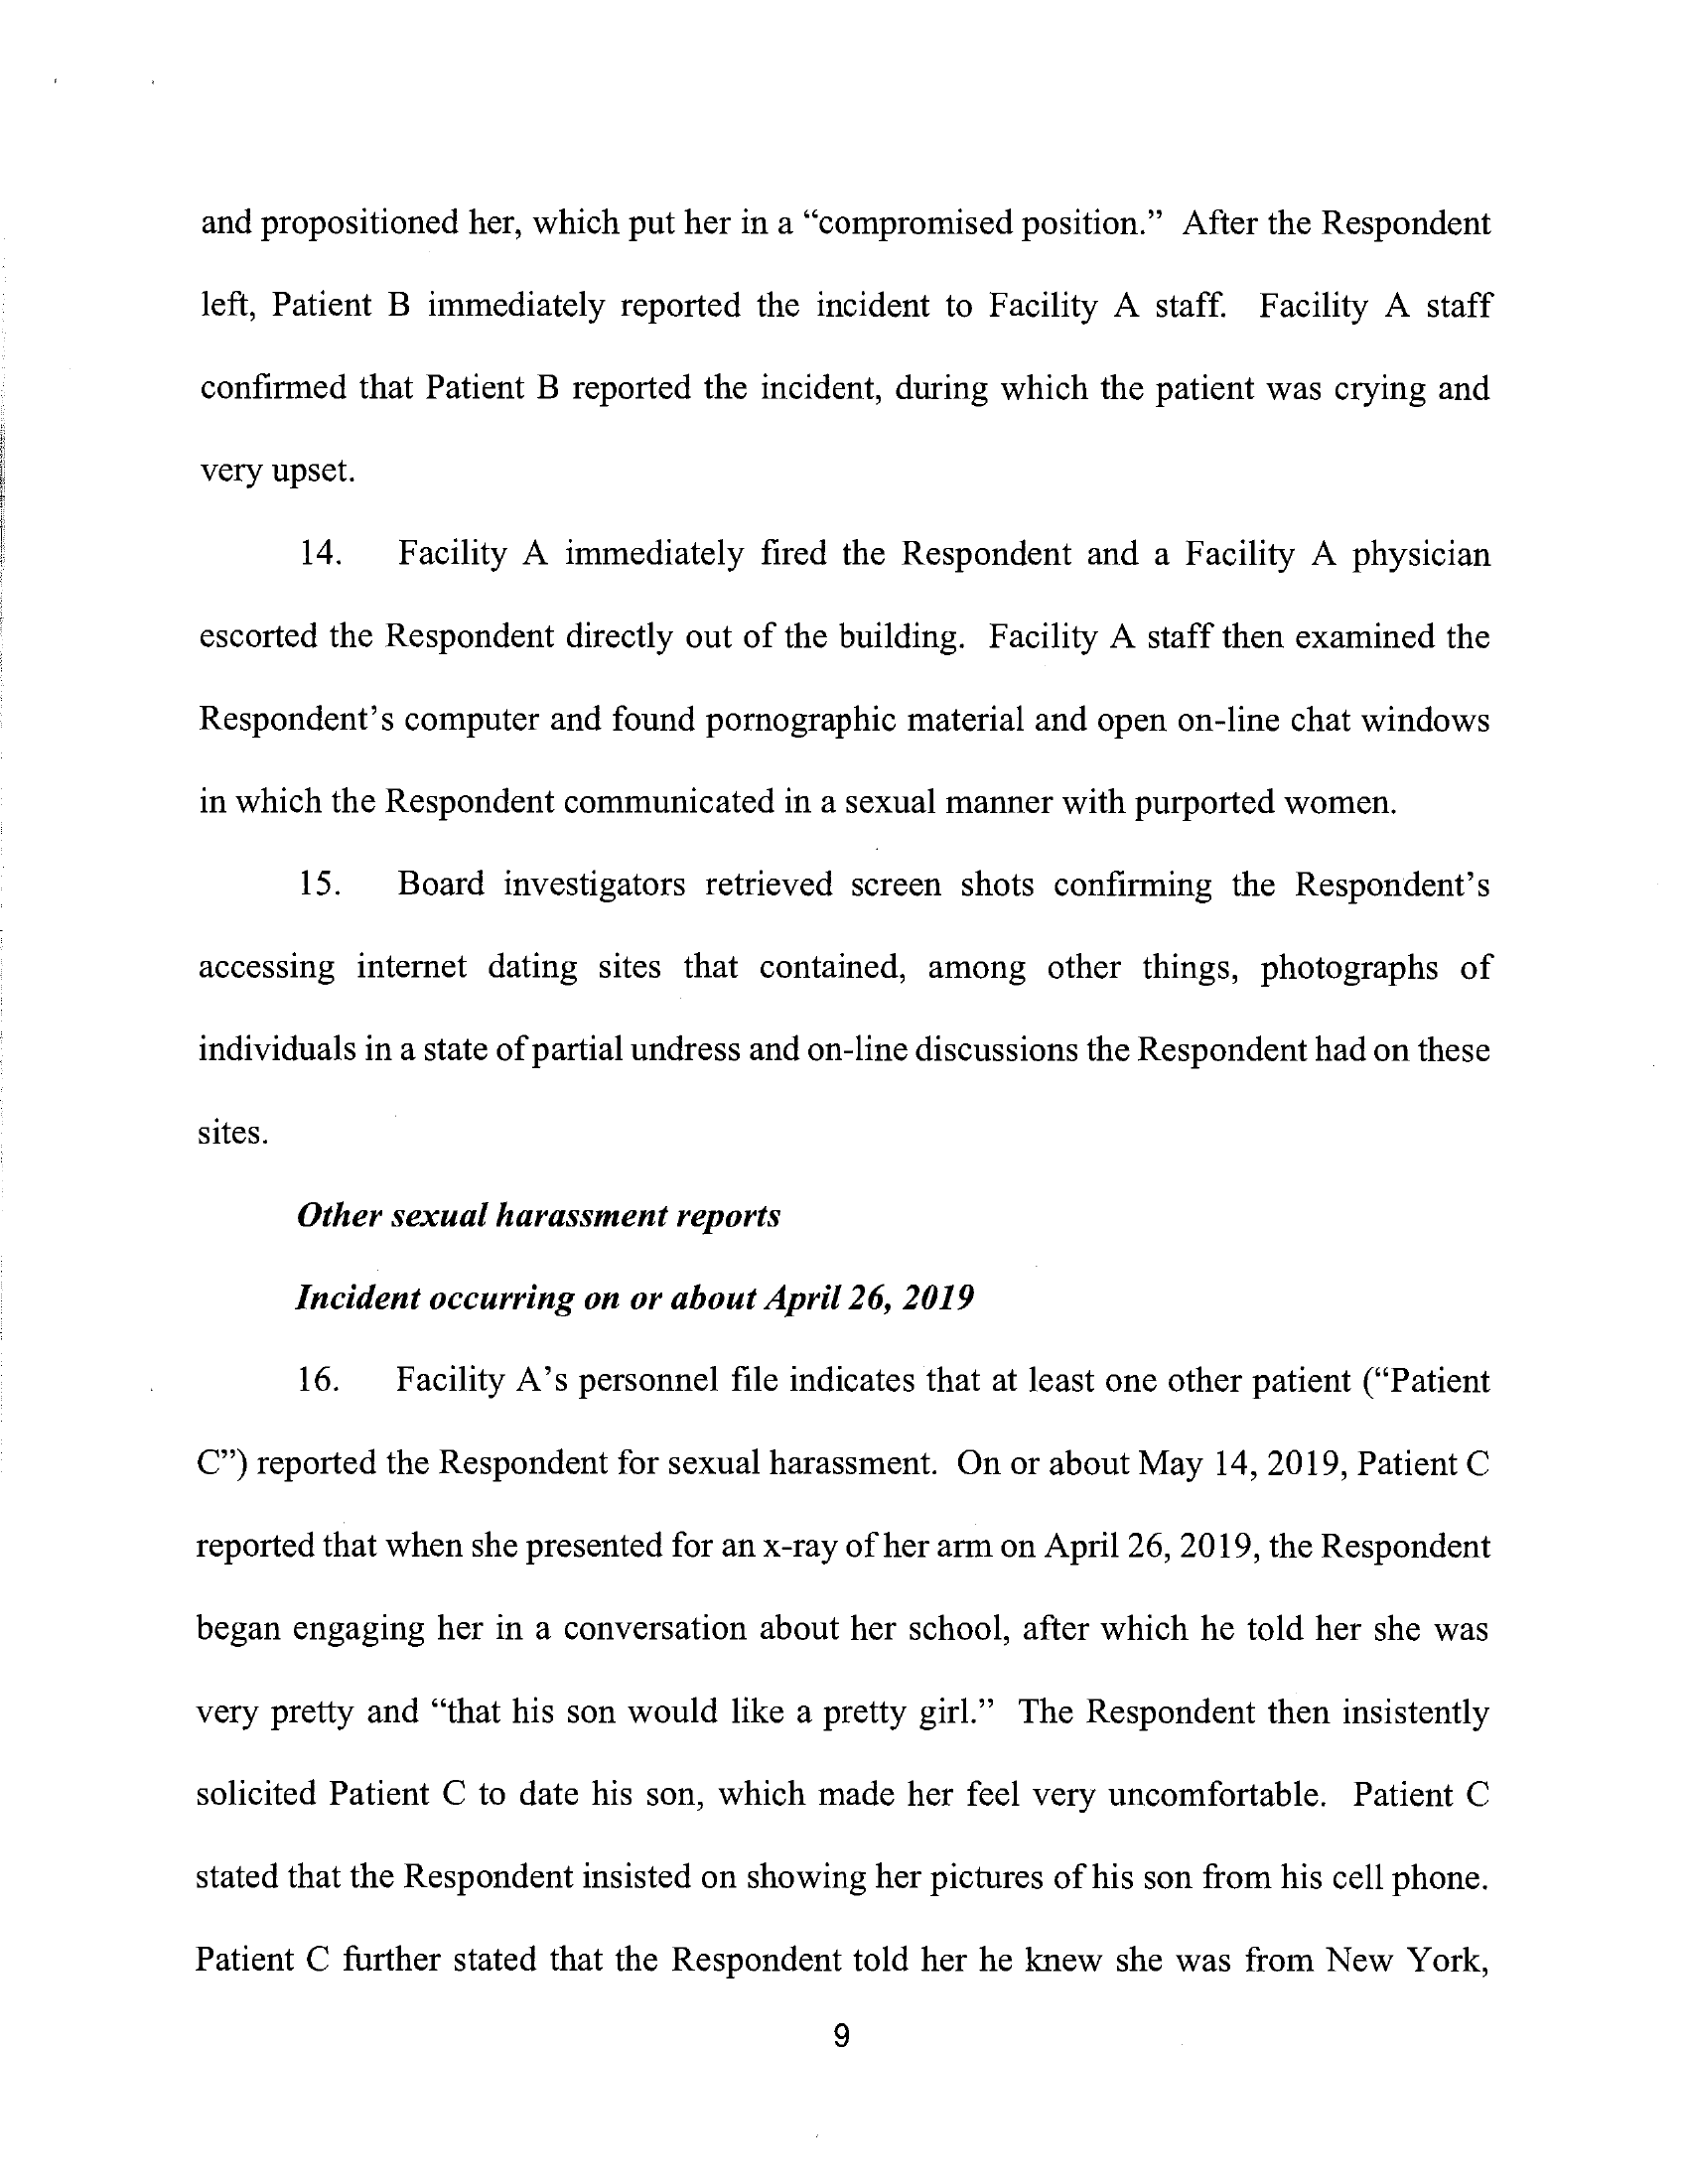 and propositioned her, which put her in a “compromised position.” After the Respondent
left, Patient B immediately reported the incident to Facility A staff. Facility A staff
confirmed that Patient B reported the incident, during which the patient was crying and
very upset.
14. Facility A immediately fired the Respondent and a Facility A physician
escorted the Respondent directly out of the building. Facility A staff then examined the
Respondent’s computer and found pornographic material and open on-line chat windows
in which the Respondent communicated in a sexual manner with purported women.
15. Board investigators retrieved screen shots confirming the Respondent’s
accessing internet dating sites that contained, among other things, photographs of
individuals in a state of partial undress and on-line discussions the Respondent had on these
sites.
Other sexual harassment reports
Incident occurring on or about April 26, 2019
16. Facility A’s personnel file indicates that at least one other patient (“Patient
C”) reported the Respondent for sexual harassment. On or about May 14, 2019, Patient C
reported that when she presented for an x-ray of her arm on April 26, 2019, the Respondent
began engaging her in a conversation about her school, after which he told her she was
very pretty and “that his son would like a pretty girl.” The Respondent then insistently
solicited Patient C to date his son, which made her feel very uncomfortable. Patient C
stated that the Respondent insisted on showing her pictures of his son from his cell phone.
Patient C further stated that the Respondent told her he knew she was from New York,
9